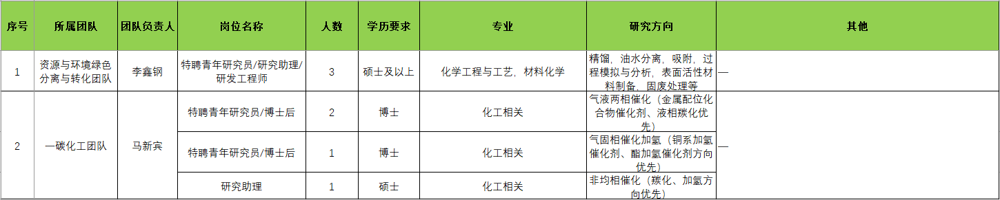 序号 所属团队 团队负责人 岗位名称 人数 学历要求 专业 研究方向 其他
1
资源与环境绿色
分离与转化团队
李鑫钢
特聘青年研究员/研究助理/
研发工程师
3
硕士及以上
化学工程与工艺，材料化学
精馏，油水分离，吸附，过
程模拟与分析，表面活性材
料制备，固废处理等
—
2
一碳化工团队
马新宾
特聘青年研究员/博士后
2
博士
化工相关
气液两相催化（金属配位化
合物催化剂、液相羰化优
先）
特聘青年研究员/博士后
1
博士
化工相关
气固相催化加氢（铜系加氢
催化剂、酯加氢催化剂方向
优先）
—
研究助理
1
硕士
化工相关
非均相催化（羰化、加氢方
向优先）